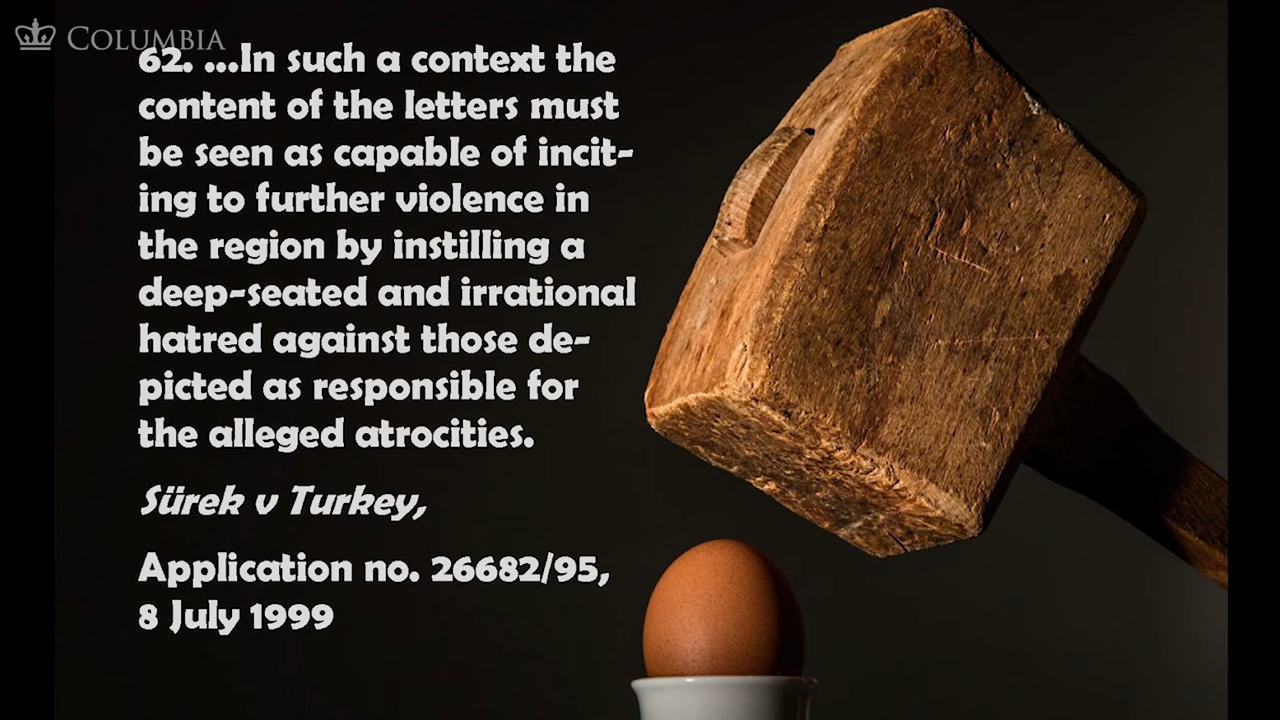 COLUMBIA
62. ...In such a context the
content of the letters must
be seen as capable of incit-
ing to further violence in
the region by instilling a
deep-seated and irrational
hatred against those de-
picted as responsible for
the alleged atrocities.
Sürek v Turkey,
Application no. 26682/95,
8 July 1999